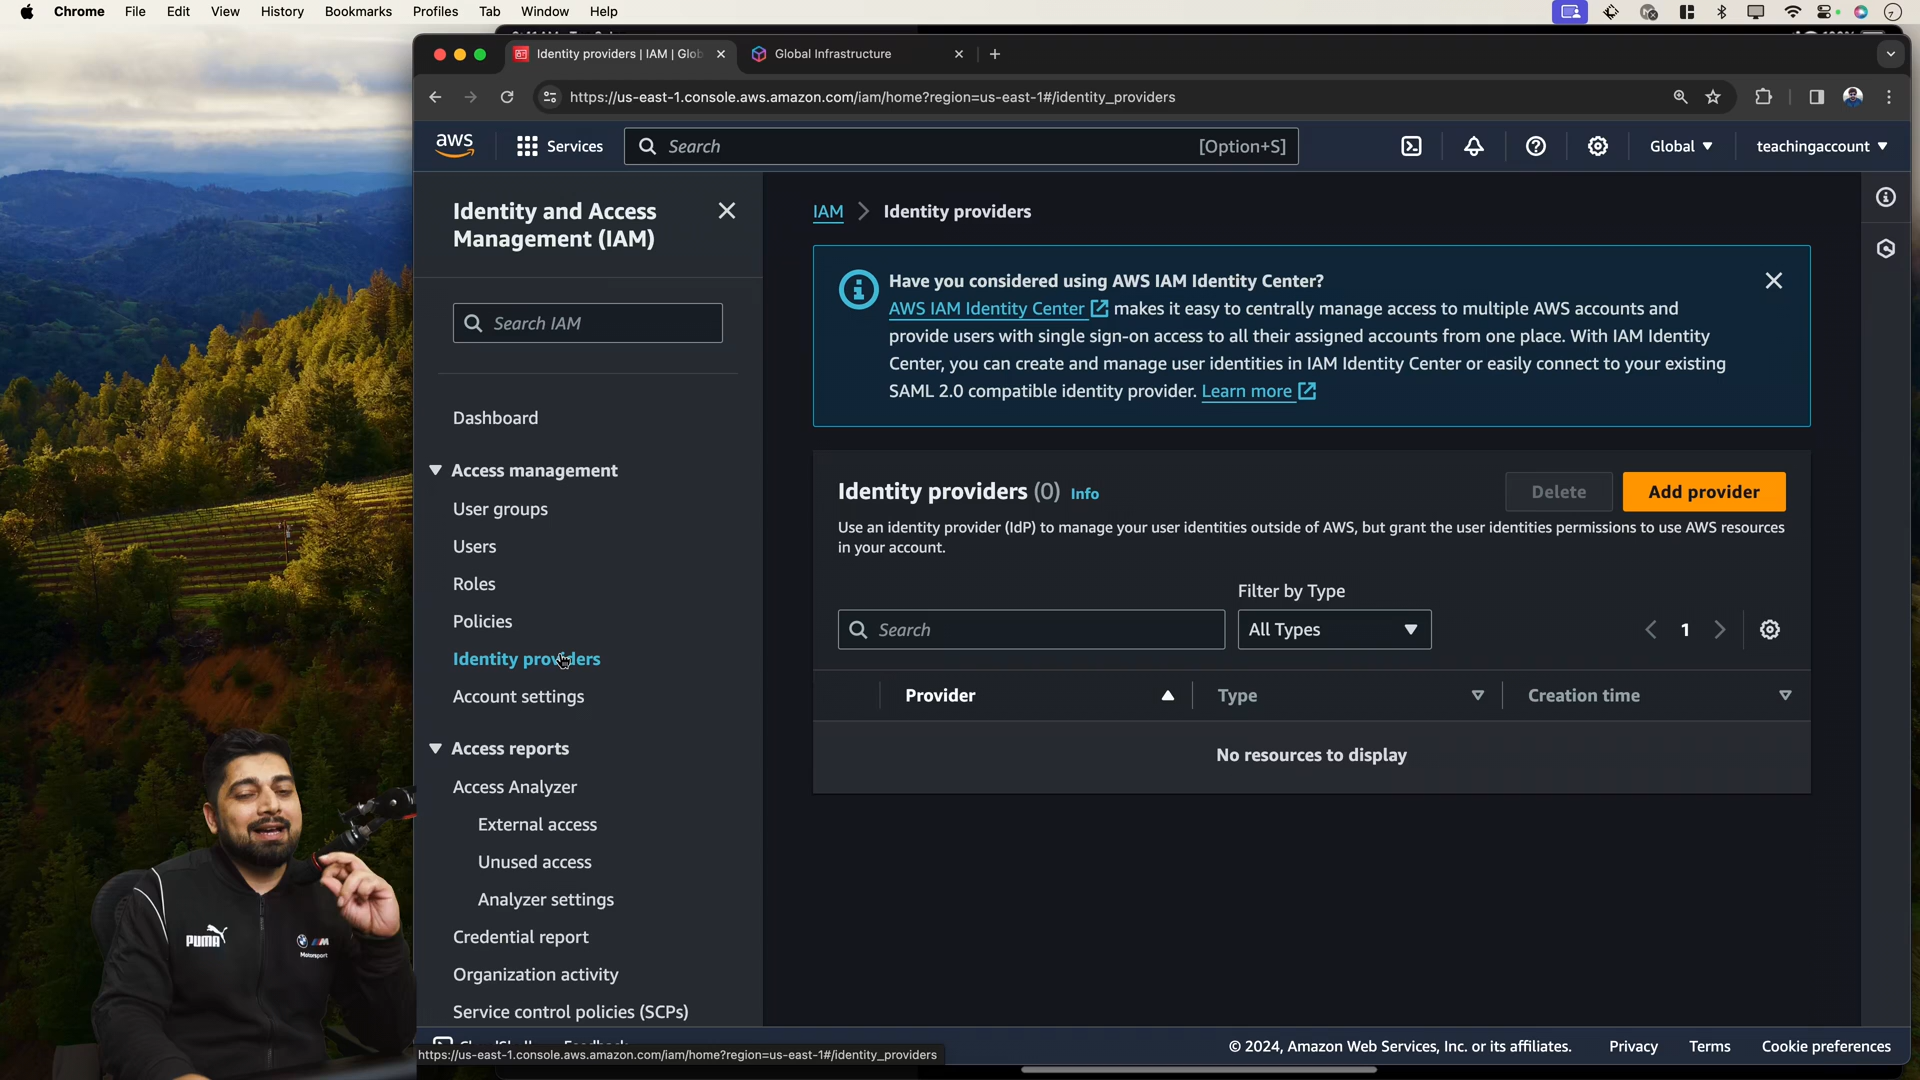 Chrome File Edit View History Bookmarks Profiles Tab Window Help
Identity providers | IAM | Glob
Global Infrastructure
https://us-east-1.console.aws.amazon.com/iam/home?region=us-east-1#/identity_providers
aws Services Search [Option+S] Global teachingaccount
Identity and Access
Management (IAM)
Search IAM
Dashboard
Access management
User groups
Users
Roles
Policies
Identity providers
Account settings
Access reports
Access Analyzer
External access
Unused access
Analyzer settings
Credential report
Organization activity
Service control policies (SCPs)
IAM Identity providers
Have you considered using AWS IAM Identity Center?
AWS IAM Identity Center makes it easy to centrally manage access to multiple AWS accounts and
provide users with single sign-on access to all their assigned accounts from one place. With IAM Identity
Center, you can create and manage user identities in IAM Identity Center or easily connect to your existing
SAML 2.0 compatible identity provider. Learn more
Identity providers (0) Info
Delete Add provider
Use an identity provider (IdP) to manage your user identities outside of AWS, but grant the user identities permissions to use AWS resources
in your account.
Filter by Type
Search All Types 1
Provider Type Creation time
No resources to display
PUMA
M
Motorsport
https://us-east-1.console.aws.amazon.com/iam/home?region=us-east-1#/identity_providers
© 2024, Amazon Web Services, Inc. or its affiliates. Privacy Terms Cookie preferences